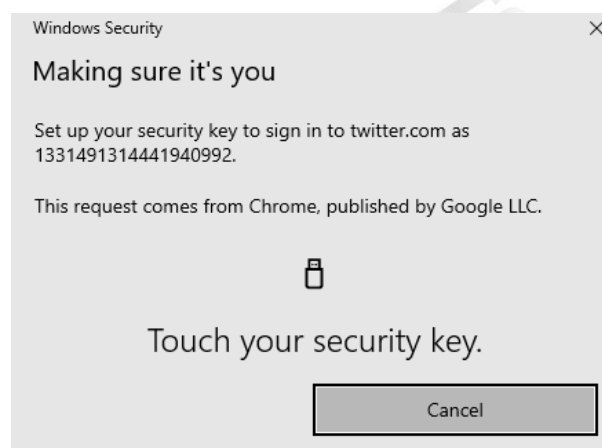 Windows Security
Making sure it's you
Set up your security key to sign in to twitter.com as
1331491314441940992.
This request comes from Chrome, published by Google LLC.
Touch your security key.
Cancel